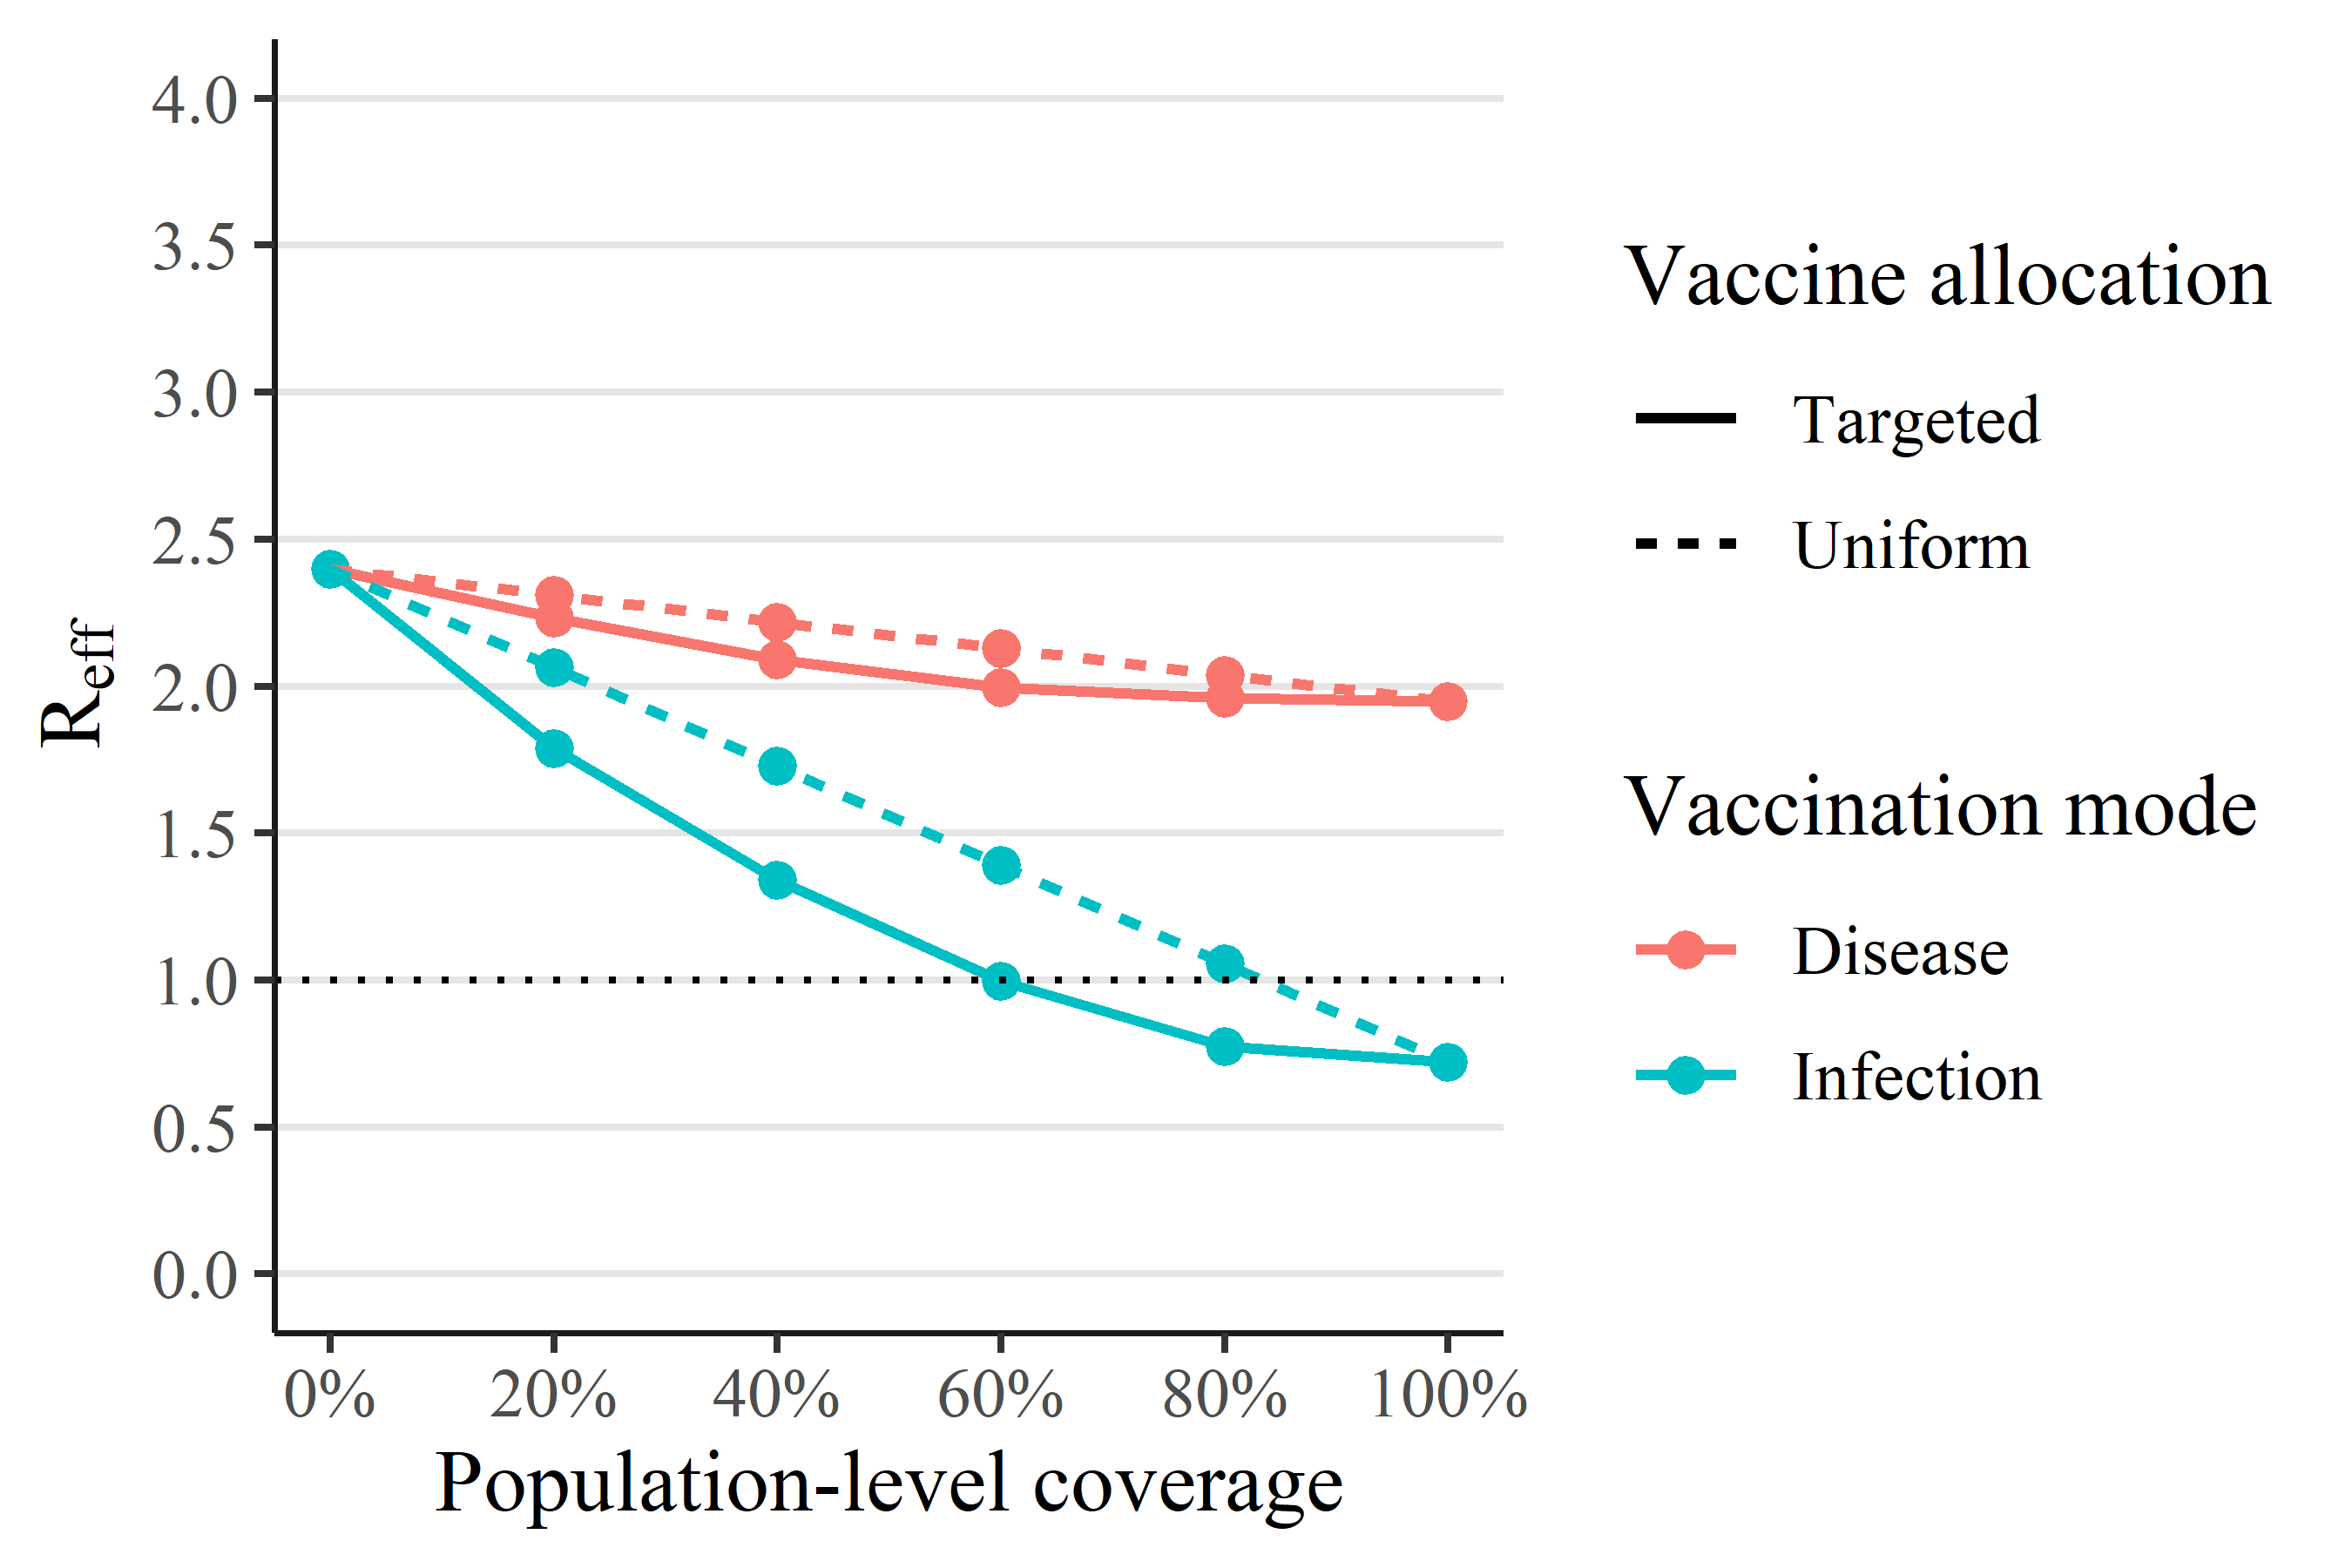 4.0
3.5
3.0
2.5
2.0
1.5
1.0
0.5
0.0
Reff
0%
20%
40%
60%
80%
100%
Population-level coverage
Vaccine allocation
Targeted
Uniform
Vaccination mode
Disease
Infection